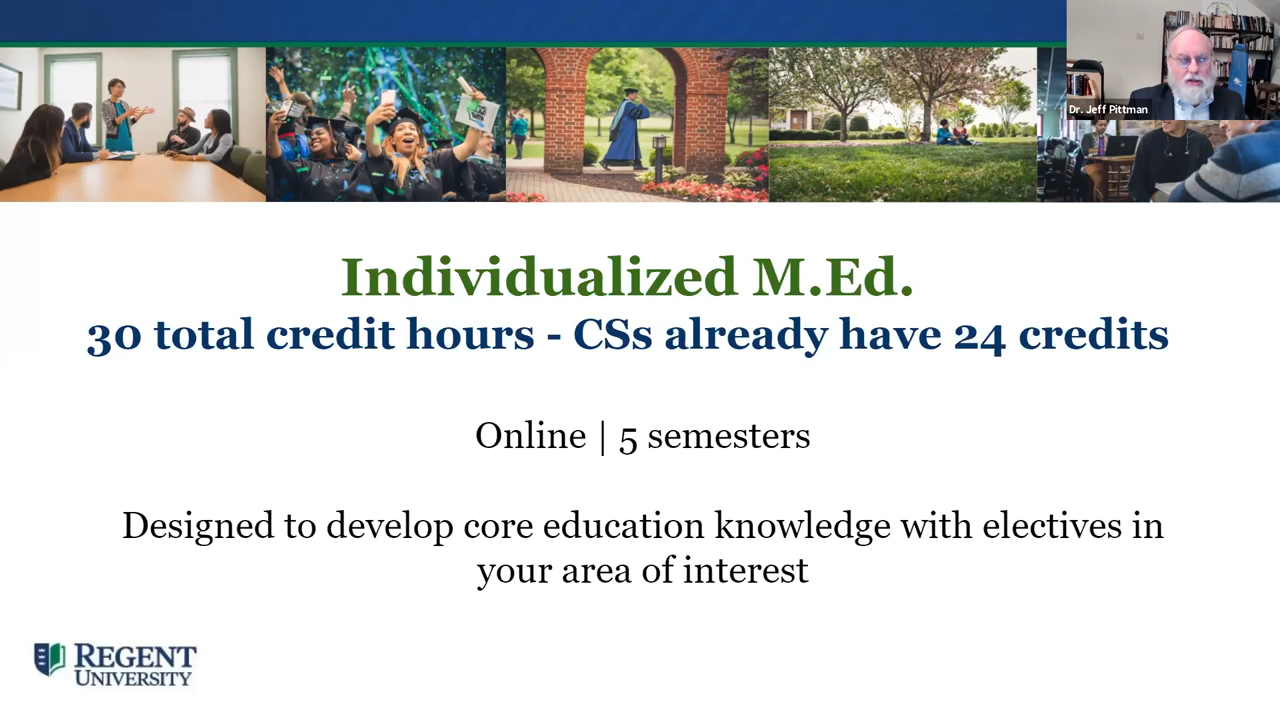 Dr. Jeff Pittman
Individualized M.Ed.
30 total credit hours - CSs already have 24 credits
Online | 5 semesters
Designed to develop core education knowledge with electives in
your area of interest
REGENT
UNIVERSITY